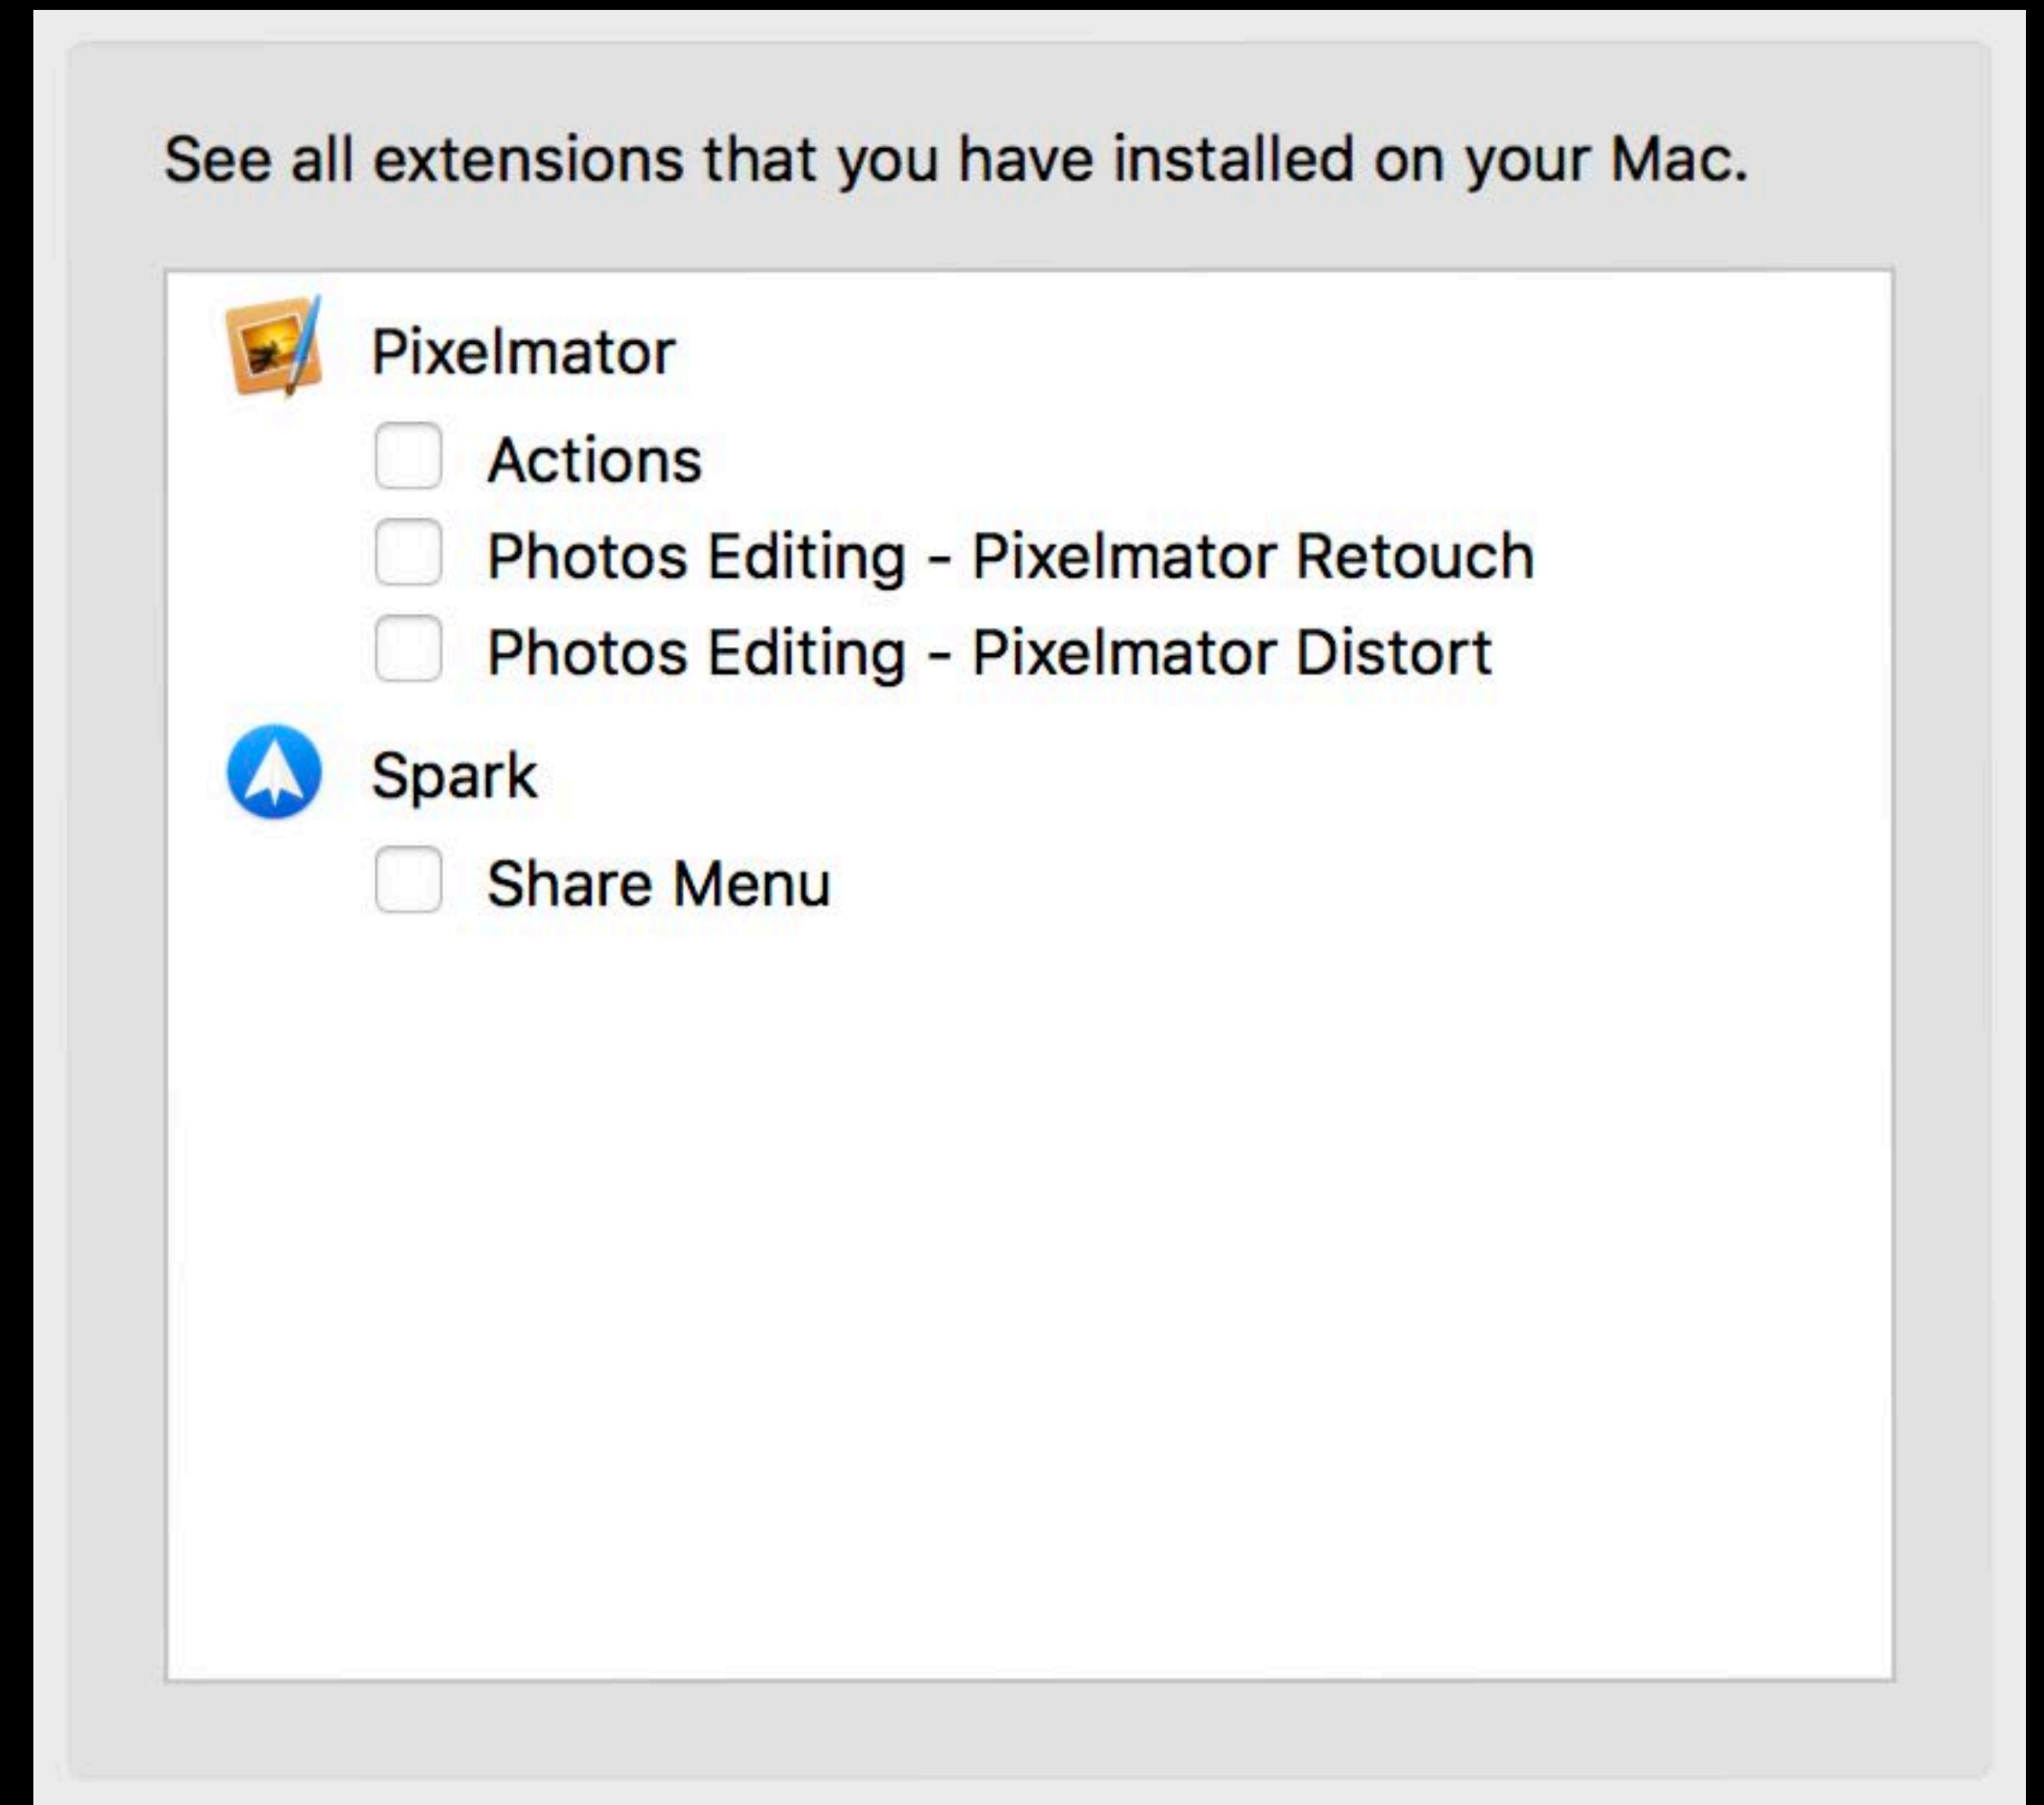 See all extensions that you have installed on your Mac.
Pixelmator
Actions
Photos Editing - Pixelmator Retouch
Photos Editing - Pixelmator Distort
Spark
Share Menu